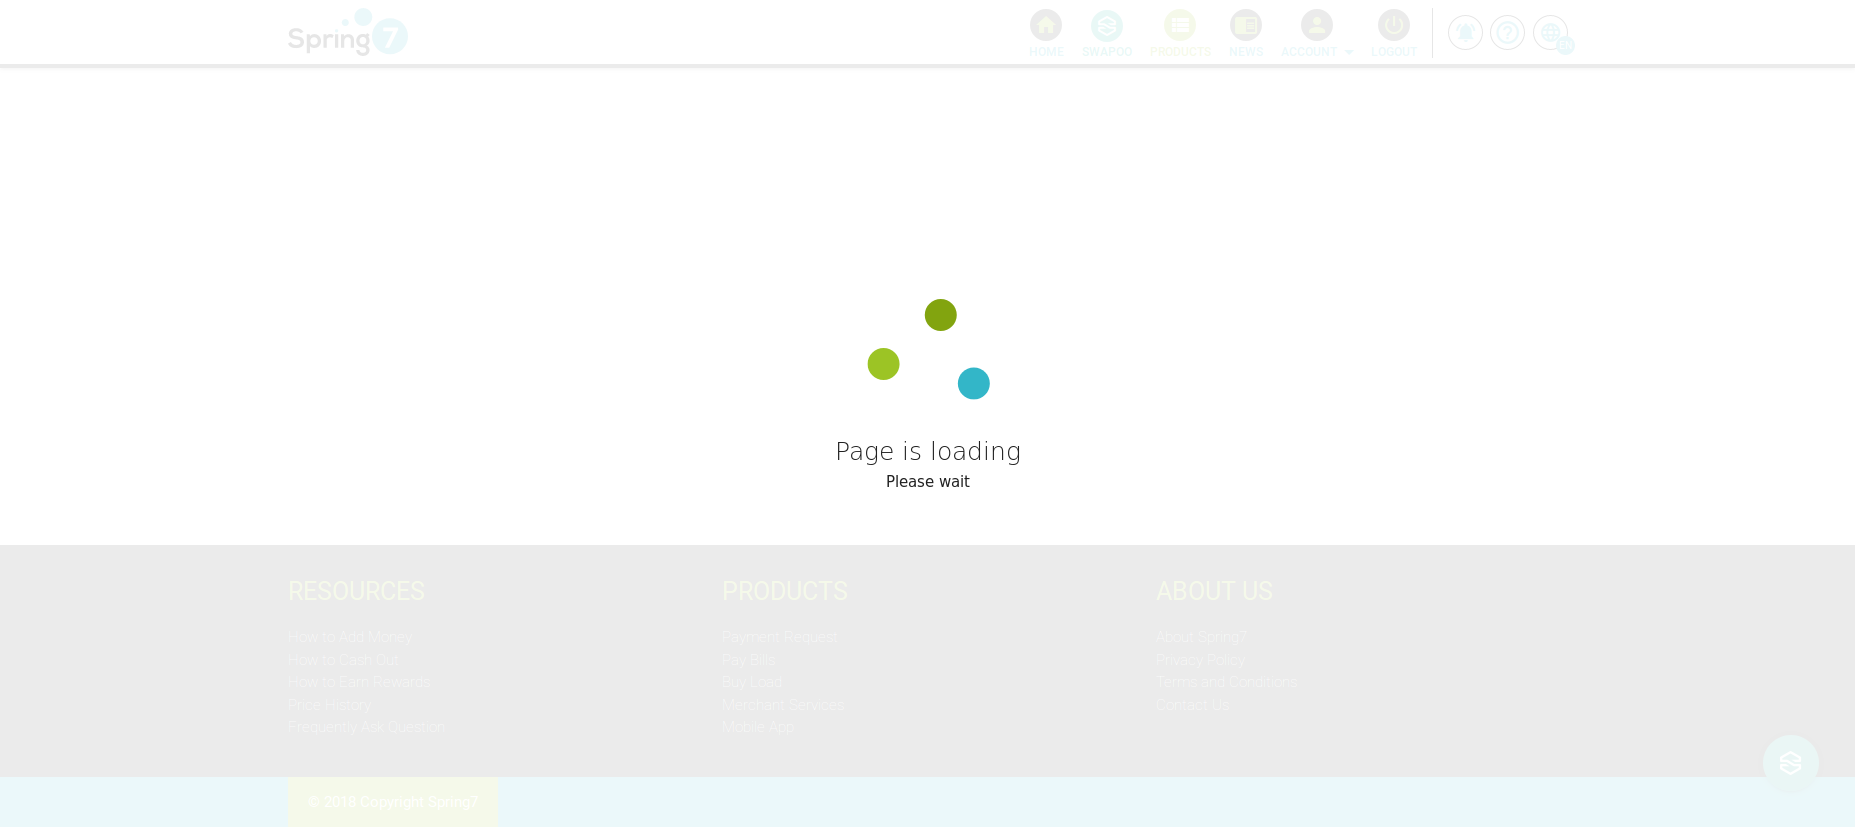 Spring7
HOME SWAPOO PRODUCTS NEWS ACCOUNT LOGOUT EN
Page is loading
Please wait
RESOURCES
How to Add Money
How to Cash Out
How to Earn Rewards
Price History
Frequently Ask Question
PRODUCTS
Payment Request
Pay Bills
Buy Load
Merchant Services
Mobile App
ABOUT US
About Spring7
Privacy Policy
Terms and Conditions
Contact Us
© 2018 Copyright Spring7